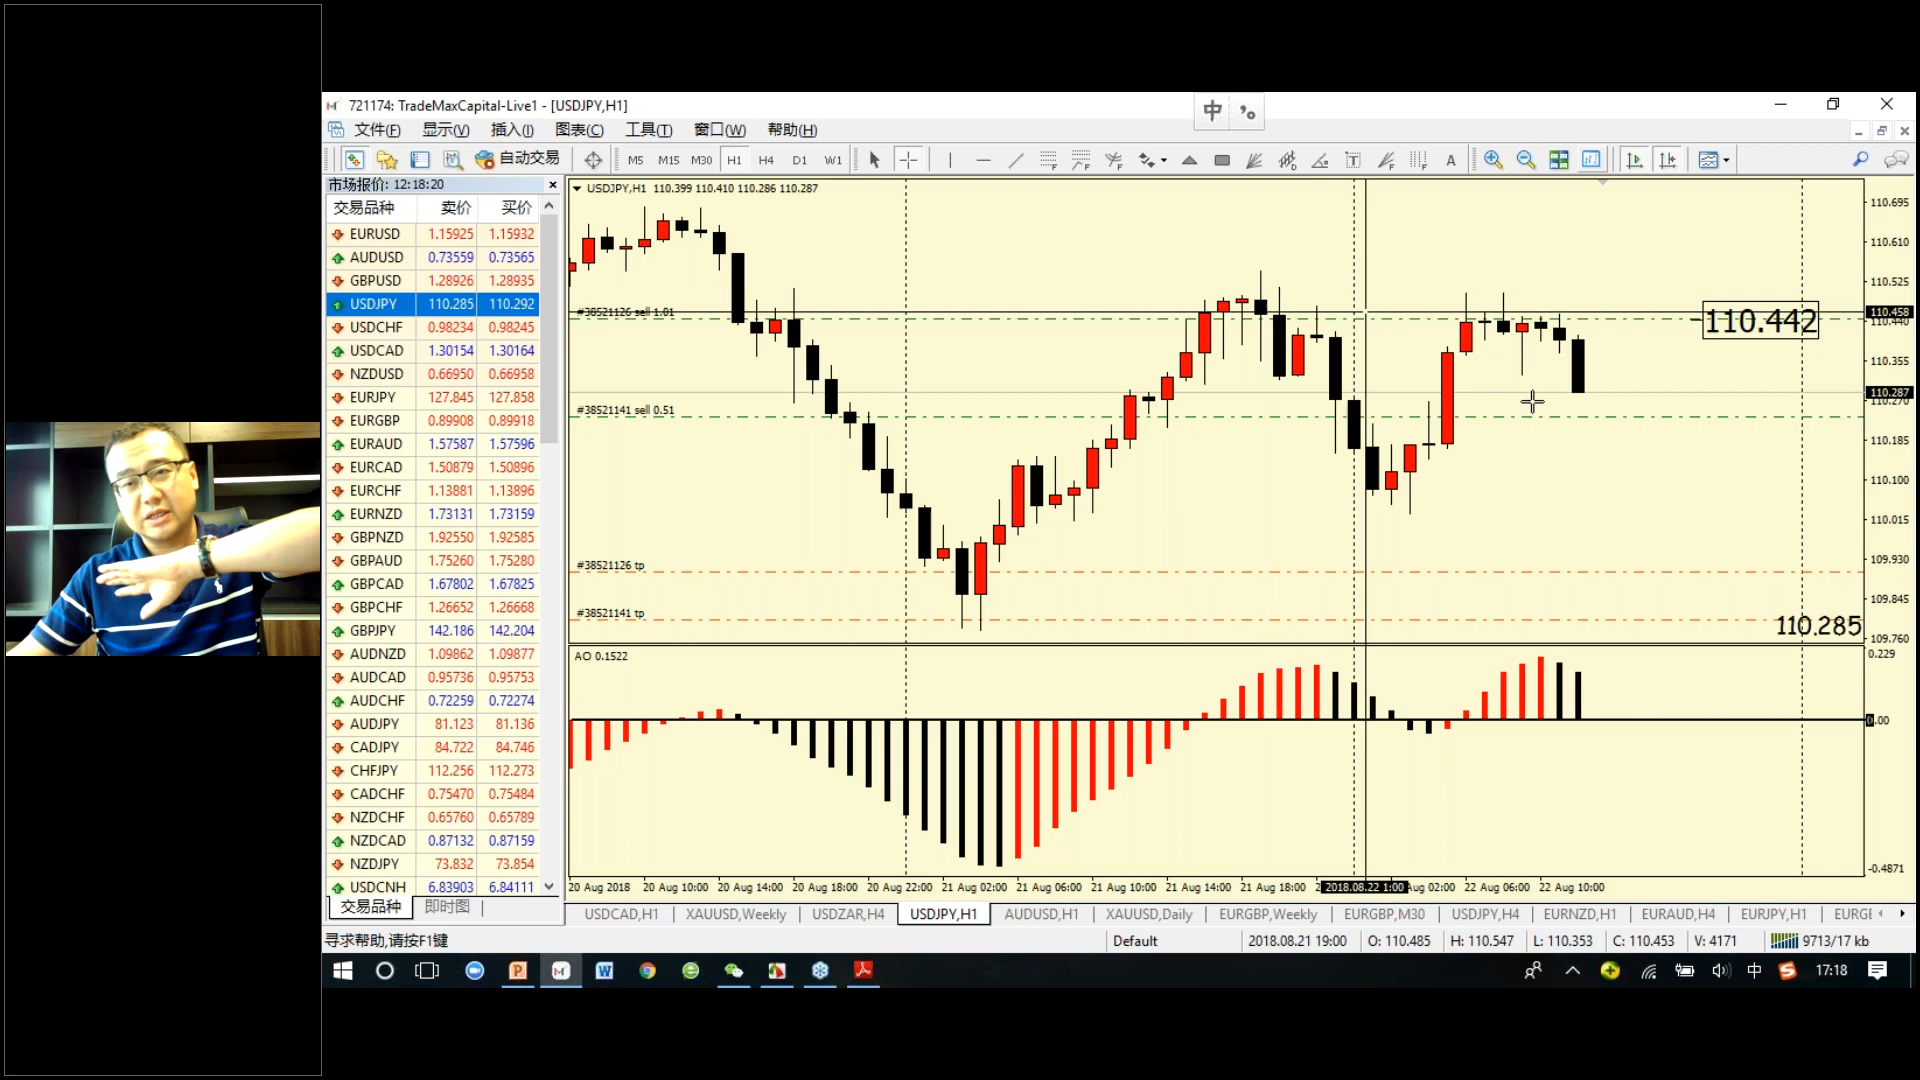 721174: TradeMaxCapital-Live1 - [USDJPY,H1]
中 °。
文件(F) 显示(V) 插入(I) 图表(C) 工具(T) 窗口(W) 帮助(H)
自动交易 M5 M15 M30 H1 H4 D1 W1 A
市场报价: 12:18:20
交易品种 卖价 买价
EURUSD 1.15925 1.15932
AUDUSD 0.73559 0.73565
GBPUSD 1.28926 1.28935
USDJPY 110.285 110.292
USDCHF 0.98234 0.98245
USDCAD 1.30154 1.30164
NZDUSD 0.66950 0.66958
EURJPY 127.845 127.858
EURGBP 0.89908 0.89918
EURAUD 1.57587 1.57596
EURCAD 1.50879 1.50896
EURCHF 1.13881 1.13896
EURNZD 1.73131 1.73159
GBPNZD 1.92550 1.92585
GBPAUD 1.75260 1.75280
GBPCAD 1.67802 1.67825
GBPCHF 1.26652 1.26668
GBPJPY 142.186 142.204
AUDNZD 1.09862 1.09877
AUDCAD 0.95736 0.95753
AUDCHF 0.72259 0.72274
AUDJPY 81.123 81.136
CADJPY 84.722 84.746
CHFJPY 112.256 112.273
CADCHF 0.75470 0.75484
NZDCHF 0.65760 0.65789
NZDCAD 0.87132 0.87159
NZDJPY 73.832 73.854
USDCNH 6.83903 6.84111
交易品种 即时图
USDJPY,H1 110.399 110.410 110.286 110.287
#38521126 sell 1.01
#38521141 sell 0.51
#38521126 tp
#38521141 tp
110.442
110.285
110.695
110.610
110.525
110.458
110.440
110.355
110.287
110.270
110.185
110.100
110.015
109.930
109.845
109.760
AO 0.1522
0.229
0.00
-0.4871
20 Aug 2018 20 Aug 10:00 20 Aug 14:00 20 Aug 18:00 20 Aug 22:00 21 Aug 02:00 21 Aug 06:00 21 Aug 10:00 21 Aug 14:00 21 Aug 18:00 2 2018.08.22 1:00 Aug 02:00 22 Aug 06:00 22 Aug 10:00
USDCAD,H1 XAUUSD,Weekly USDZAR,H4 USDJPY,H1 AUDUSD,H1 XAUUSD,Daily EURGBP,Weekly EURGBP,M30 USDJPY,H4 EURNZD,H1 EURAUD,H4 EURJPY,H1 EURGE
寻求帮助,请按F1键 Default 2018.08.21 19:00 O: 110.485 H: 110.547 L: 110.353 C: 110.453 V: 4171 9713/17 kb
中 17:18